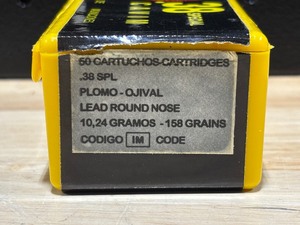 50 CARTUCHOS-CARTRIDGES
.38 SPL
PLOMO - OJIVAL
LEAD ROUND NOSE
10,24 GRAMOS - 158 GRAINS
CODIGO IM CODE